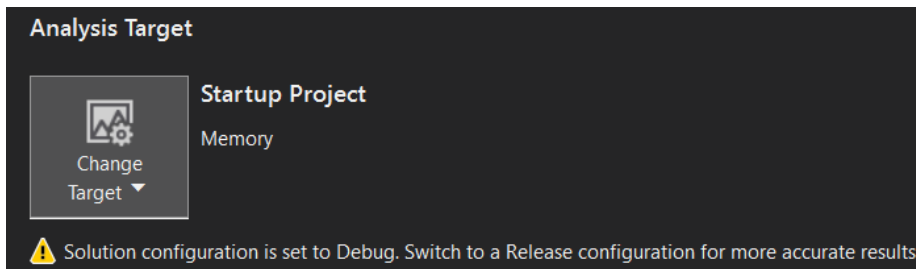 Analysis Target
Startup Project
Memory
Change
Target
Solution configuration is set to Debug. Switch to a Release configuration for more accurate results